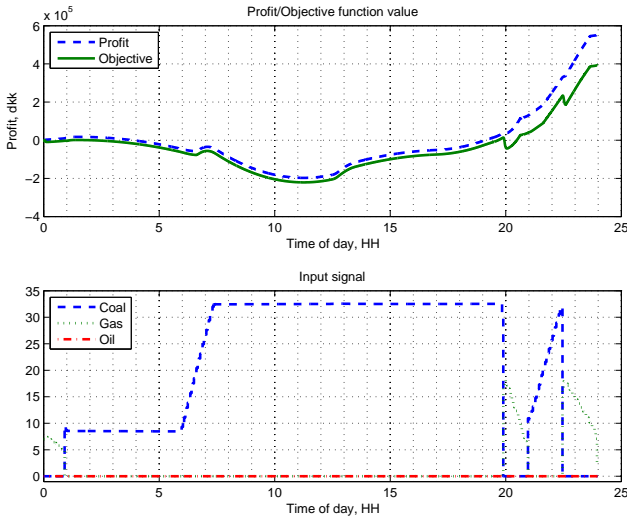 Profit/Objective function value
x 10⁵
6
4
2
0
−2
−4
Profit, dkk
Profit
Objective
0 5 10 15 20 25
Time of day, HH
Input signal
35
30
25
20
15
10
5
0
Coal
Gas
Oil
0 5 10 15 20 25
Time of day, HH